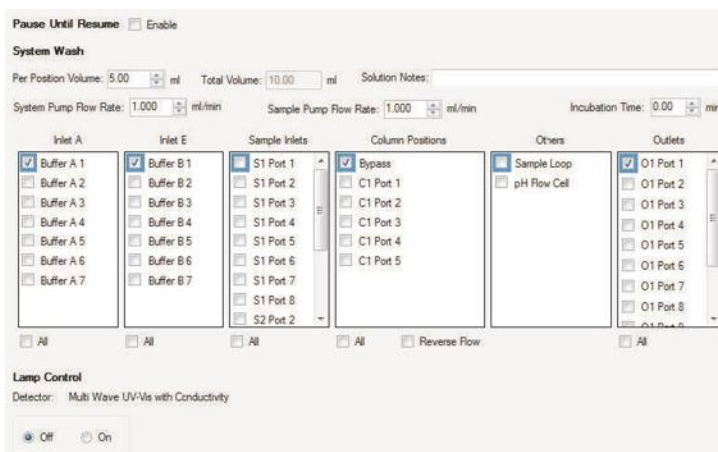 Pause Until Resume Enable
System Wash
Per Position Volume: 5.00 ml Total Volume: 10.00 ml Solution Notes:
System Pump Flow Rate: 1.000 ml/min Sample Pump Flow Rate: 1.000 ml/min Incubation Time: 0.00 min
Inlet A Inlet E Sample Inlets Column Positions Others Outlets
Buffer A 1 Buffer B 1 S1 Port 1 Bypass Sample Loop O1 Port 1
Buffer A 2 Buffer B 2 S1 Port 2 C1 Port 1 pH Flow Cell O1 Port 2
Buffer A 3 Buffer B 3 S1 Port 3 C1 Port 2 O1 Port 3
Buffer A 4 Buffer B 4 S1 Port 4 C1 Port 3 O1 Port 4
Buffer A 5 Buffer B 5 S1 Port 5 C1 Port 4 O1 Port 5
Buffer A 6 Buffer B 6 S1 Port 6 C1 Port 5 O1 Port 6
Buffer A 7 Buffer B 7 S1 Port 7 O1 Port 7
S1 Port 8 O1 Port 8
S2 Port 2
All All All All Reverse Flow All
Lamp Control
Detector: Multi Wave UV-Vis with Conductivity
Off On